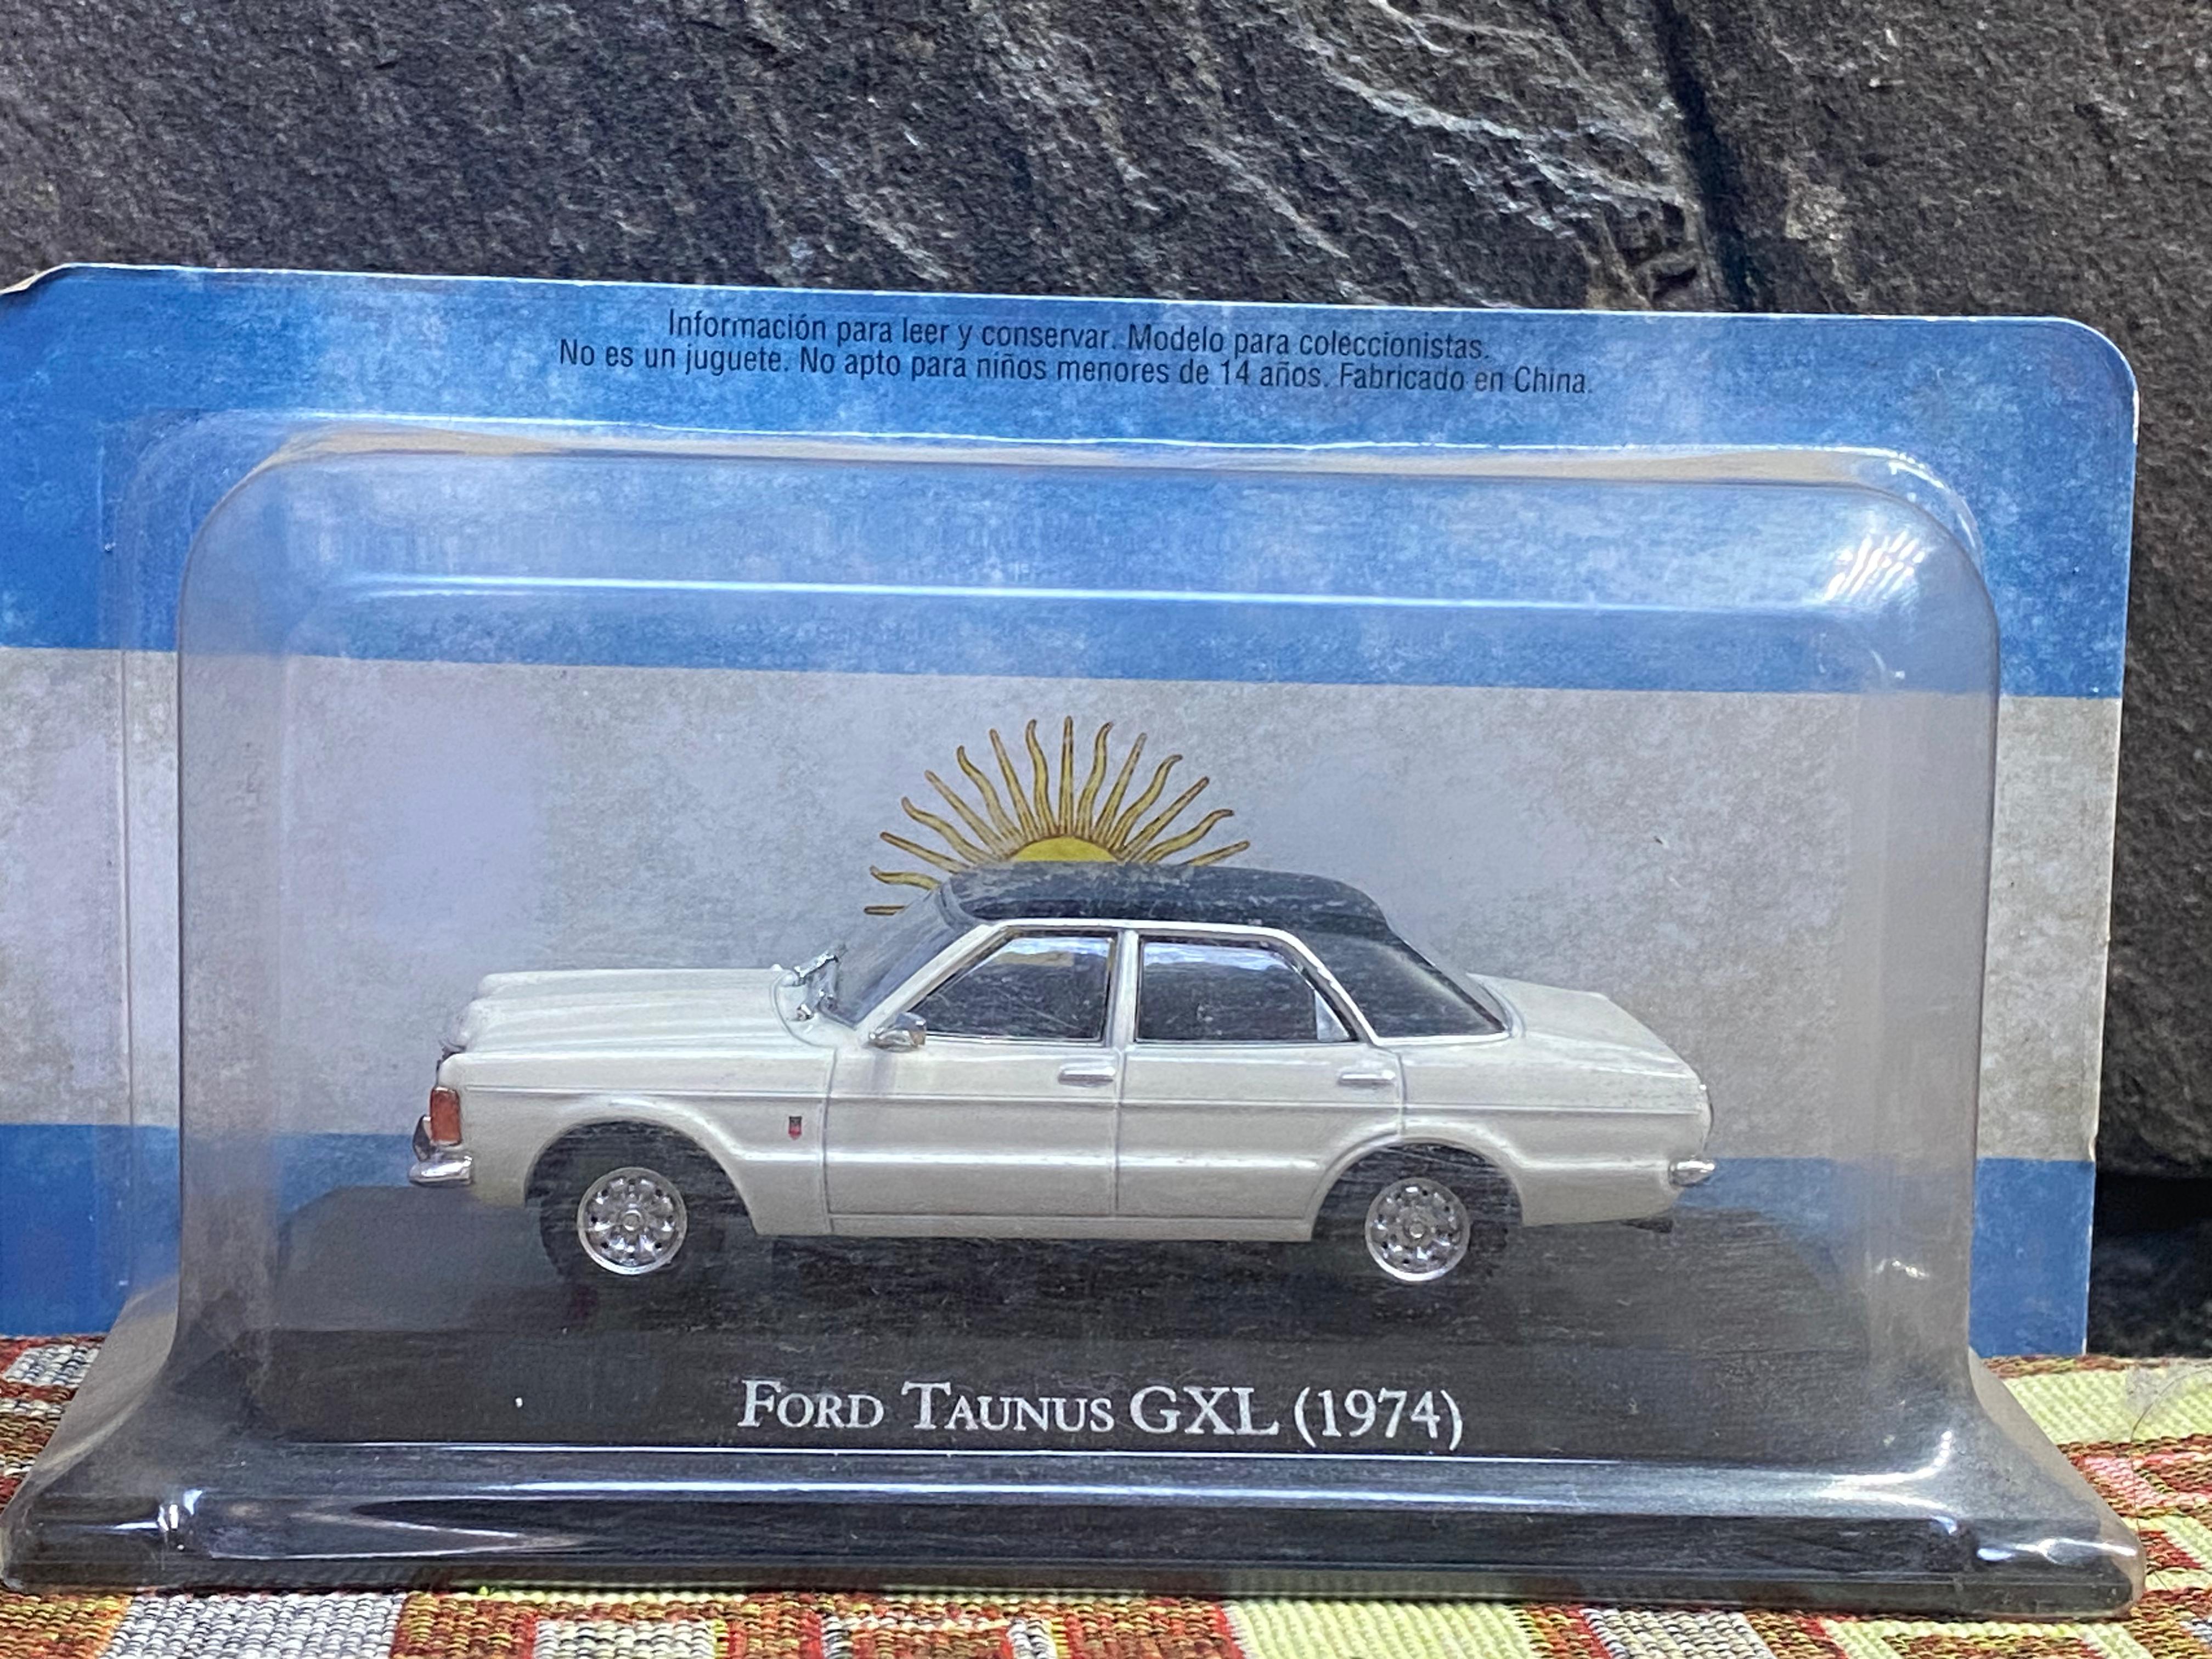 Información para leer y conservar. Modelo para coleccionistas.
No es un juguete. No apto para niños menores de 14 años. Fabricado en China.
FORD TAUNUS GXL (1974)